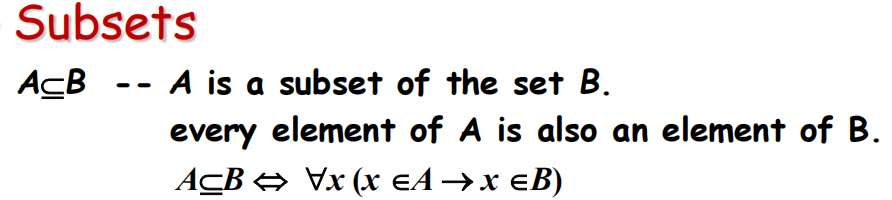 Subsets
A⊆B -- A is a subset of the set B.
every element of A is also an element of B.
A⊆B ⇔ ∀x (x ∈A → x ∈B)